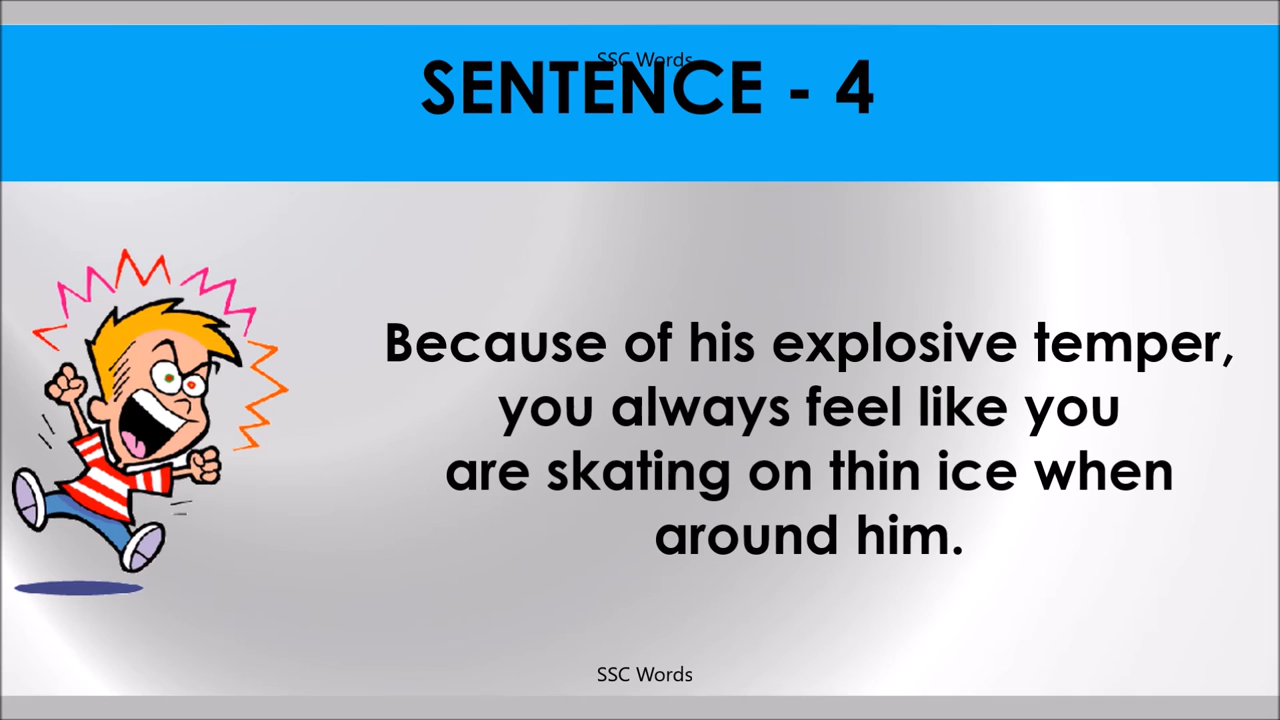 SSC Words
SENTENCE - 4
Because of his explosive temper,
you always feel like you
are skating on thin ice when
around him.
SSC Words